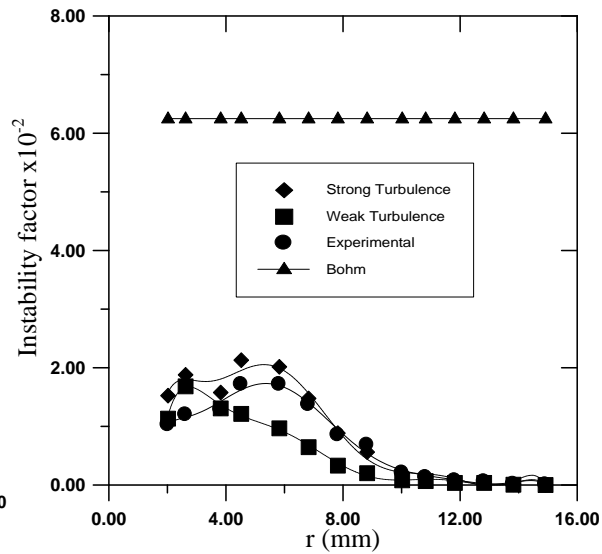 8.00
6.00
4.00
2.00
0.00
Instability factor x10-2
Strong Turbulence
Weak Turbulence
Experimental
Bohm
0.00 4.00 8.00 12.00 16.00
r (mm)
0